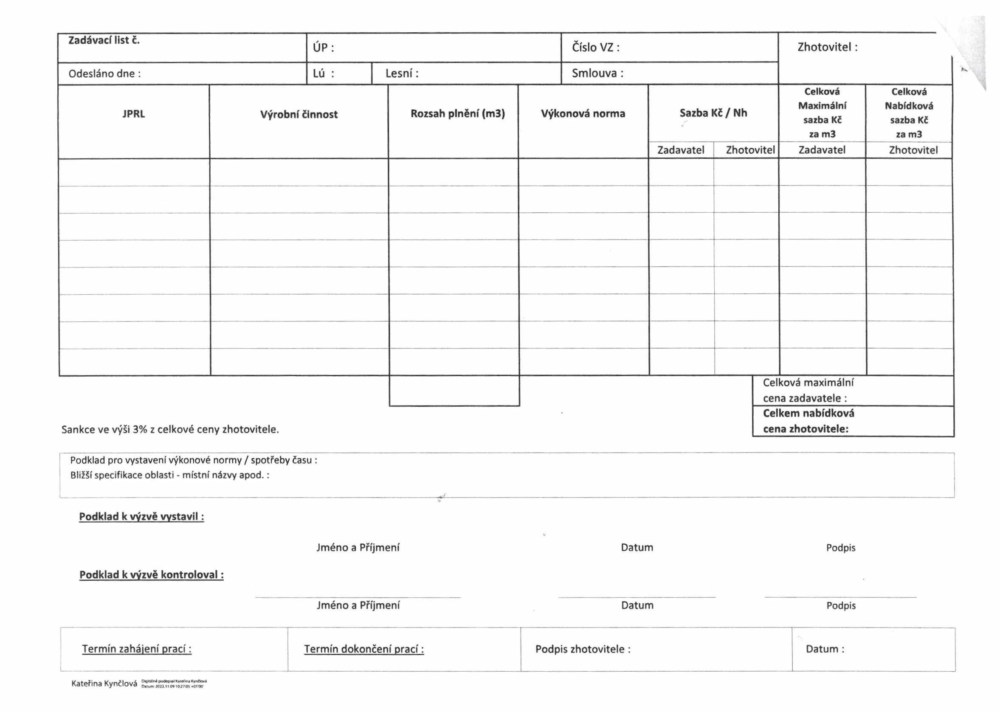 Zadávací list č.
ÚP :
Číslo VZ :
Zhotovitel :
Odesláno dne :
Lú :
Lesní :
Smlouva :
JPRL
Výrobní činnost
Rozsah plnění (m3)
Výkonová norma
Sazba Kč / Nh
Celková
Maximální
sazba Kč
za m3
Celková
Nabídková
sazba Kč
za m3
Zadavatel
Zhotovitel
Zadavatel
Zhotovitel
Celková maximální
cena zadavatele :
Celkem nabídková
cena zhotovitele:
Sankce ve výši 3% z celkové ceny zhotovitele.
Podklad pro vystavení výkonové normy / spotřeby času :
Bližší specifikace oblasti - místní názvy apod. :
Podklad k výzvě vystavil :
Jméno a Příjmení
Datum
Podpis
Podklad k výzvě kontroloval :
Jméno a Příjmení
Datum
Podpis
Termín zahájení prací :
Termín dokončení prací :
Podpis zhotovitele :
Datum :
Kateřina Kynčlová
Digitálně podepsal Kateřina Kynčlová
Datum: 2023.11.09 10:27:05 +01'00'